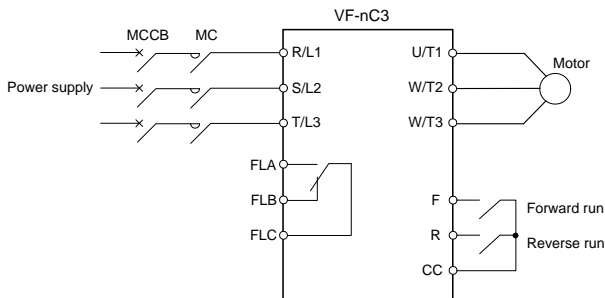 VF-nC3
MCCB MC
R/L1 U/T1
Motor
Power supply S/L2 W/T2
T/L3 W/T3
FLA
FLB F
Forward run
FLC R
Reverse run
CC